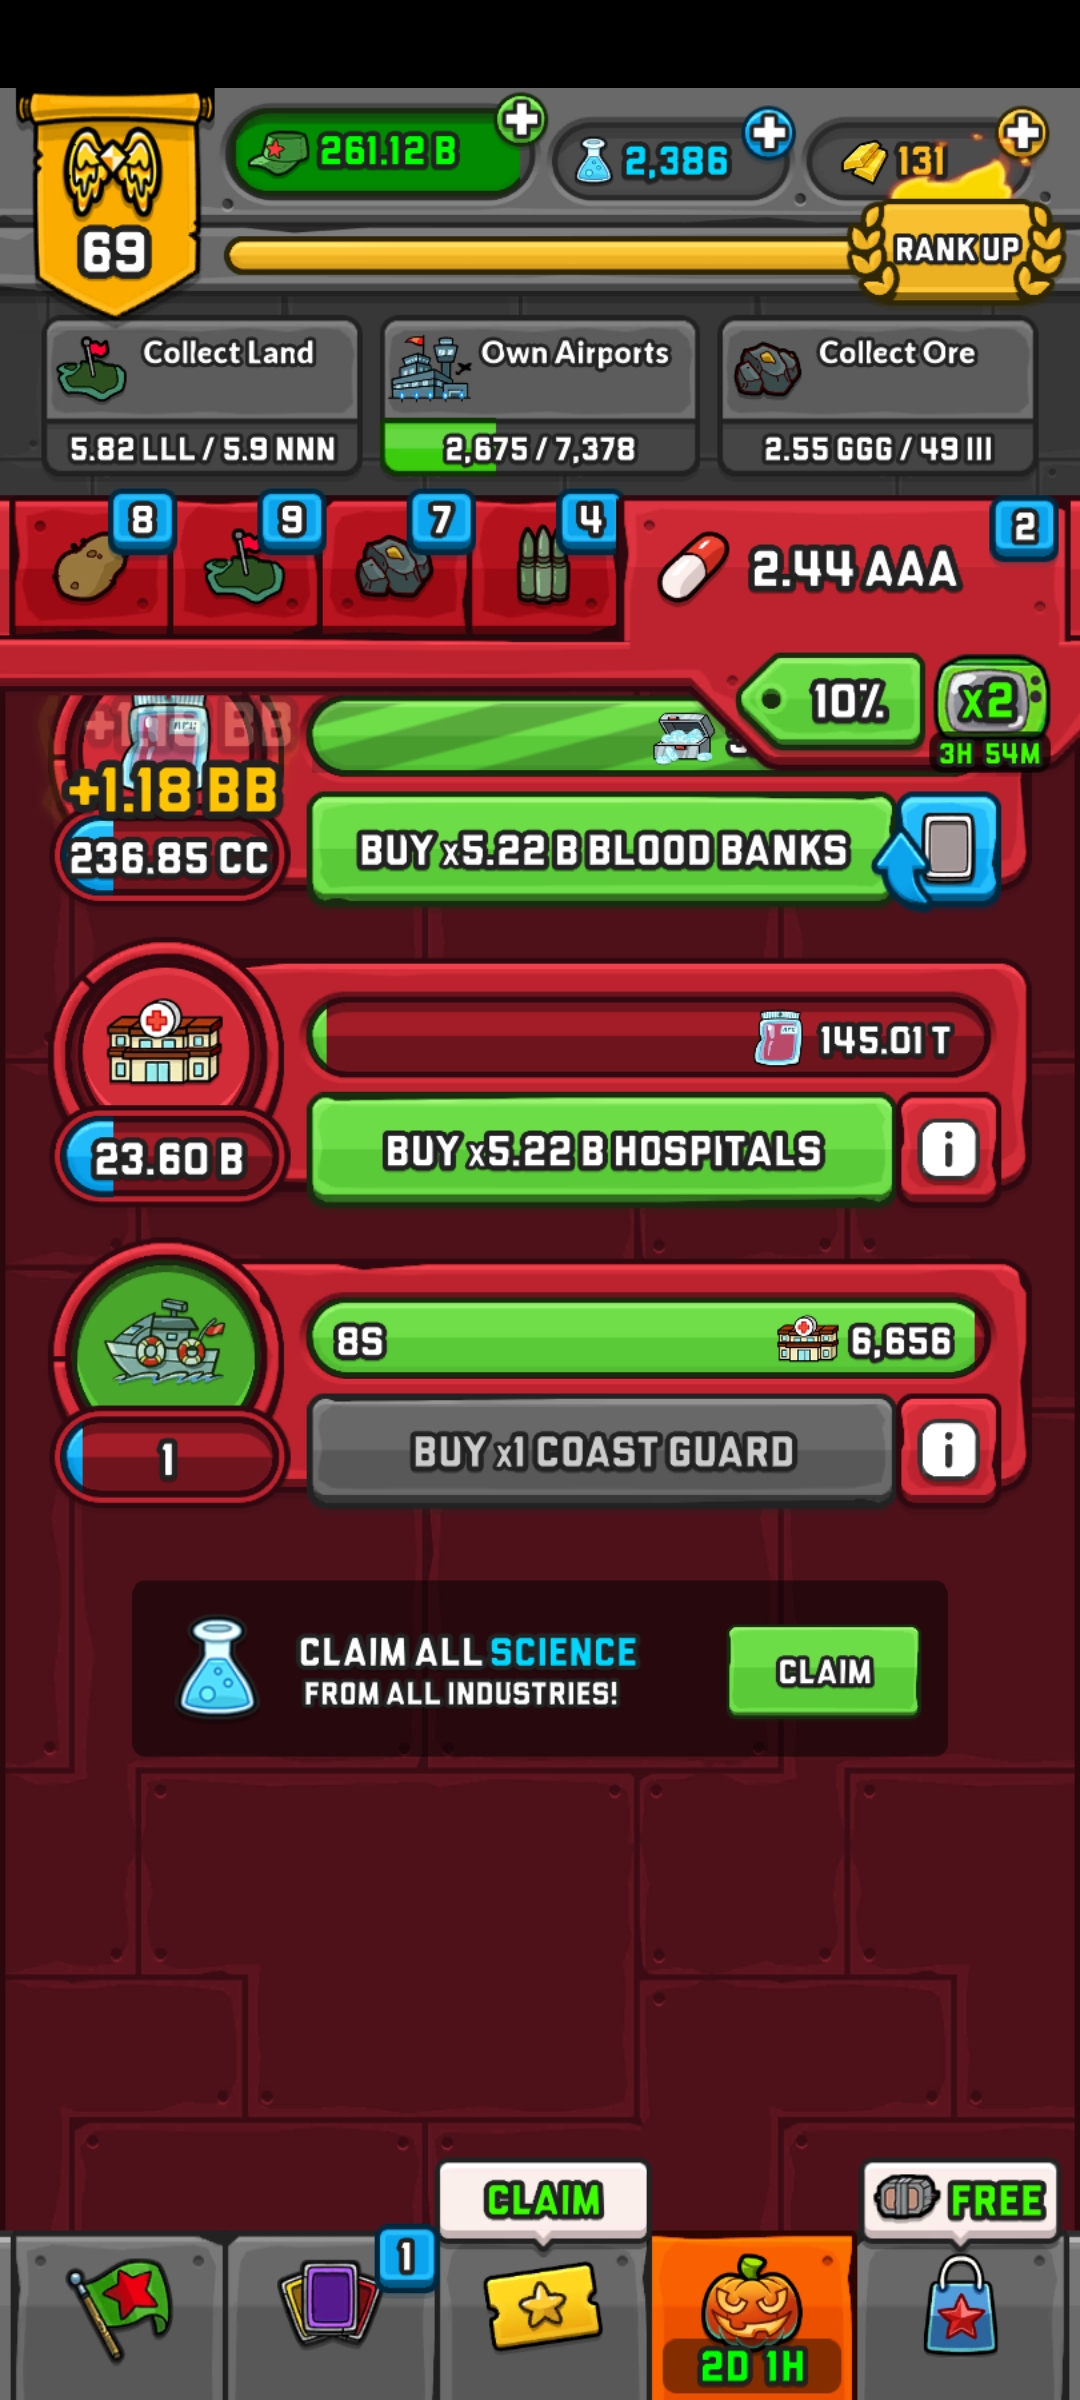 261.12 B
2,386
131
69
RANK UP
Collect Land
Own Airports
Collect Ore
5.82 LLL / 5.9 NNN
2,675 / 7,378
2.55 GGG / 49 III
8
9
7
4
2
2.44 AAA
10%
x2
3H 54M
+1.18 BB
+1.18 BB
236.85 CC
BUY x5.22 B BLOOD BANKS
145.01 T
23.60 B
BUY x5.22 B HOSPITALS
i
8S
6,656
1
BUY x1 COAST GUARD
i
CLAIM ALL SCIENCE
FROM ALL INDUSTRIES!
CLAIM
CLAIM
FREE
1
2D 1H